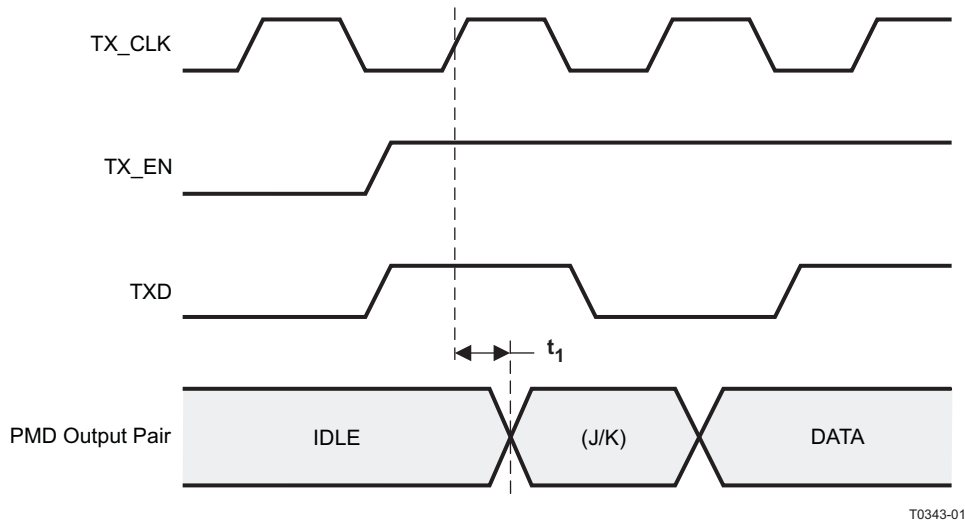 TX_CLK
TX_EN
TXD
t1
PMD Output Pair IDLE (J/K) DATA
T0343-01